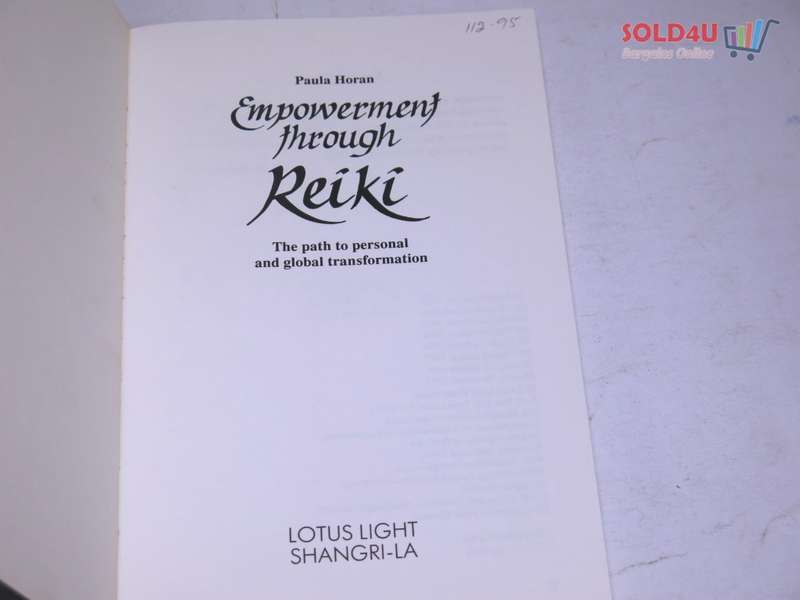 112-95
SOLD4U
Bargains Online
Paula Horan
Empowerment
through
Reiki
The path to personal
and global transformation
LOTUS LIGHT
SHANGRI-LA